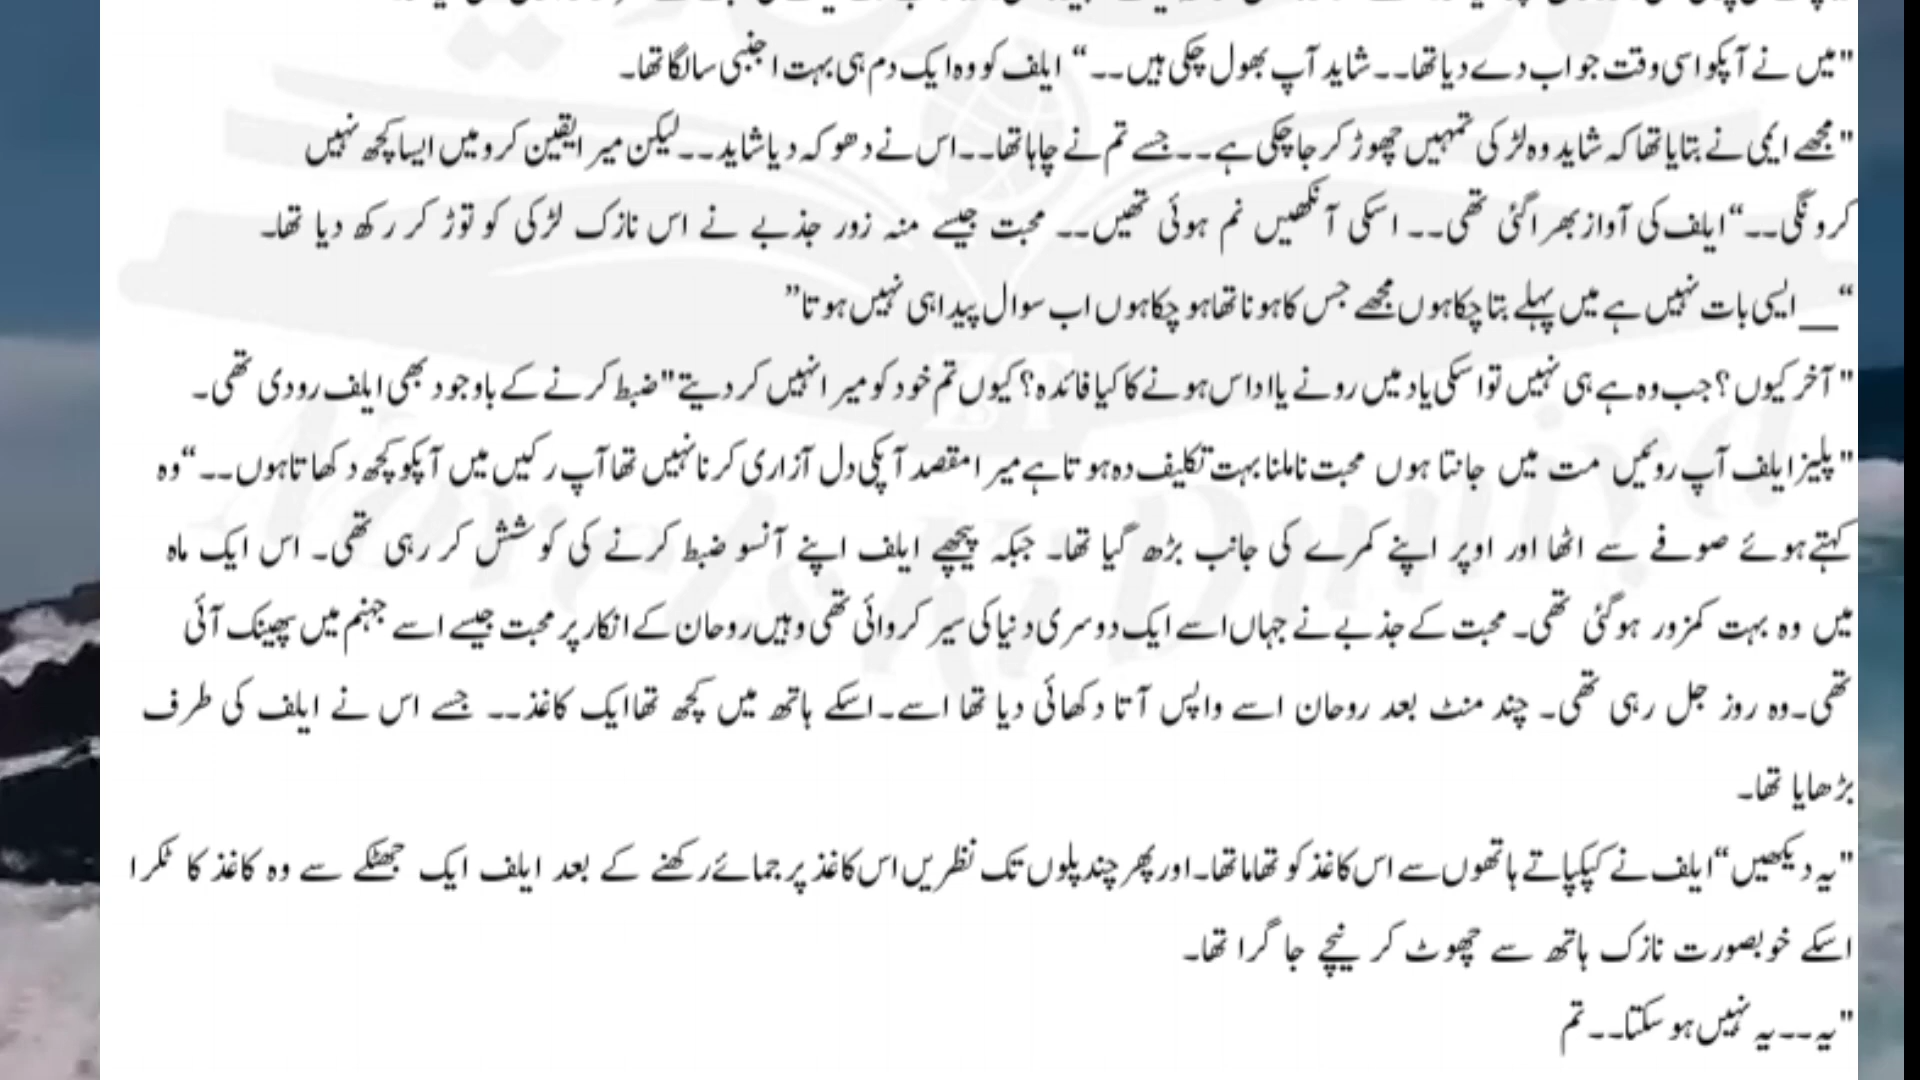 "میں نے آپکو اسی وقت جواب دے دیا تھا۔۔شاید آپ بھول چکی ہیں۔۔“ ایلف کو وہ ایک دم ہی بہت اجنبی سا لگا تھا۔
"مجھے ایمی نے بتایا تھا کہ شاید وہ لڑکی تمہیں چھوڑ کر جا چکی ہے۔۔جسے تم نے چاہا تھا۔۔اس نے دھوکہ دیا شاید۔۔لیکن میرا یقین کرو میں ایسا کچھ نہیں
کرونگی۔۔“ ایلف کی آواز بھرا گئی تھی۔۔ اسکی آنکھیں نم ہوئی تھیں۔۔ محبت جیسے منہ زور جذبے نے اس نازک لڑکی کو توڑ کر رکھ دیا تھا۔
“__ایسی بات نہیں ہے میں پہلے بتا چکا ہوں مجھے جس کا ہونا تھا ہو چکا ہوں اب سوال پیدا ہی نہیں ہوتا”
" آخر کیوں؟ جب وہ ہے ہی نہیں تو اسکی یاد میں رونے یا اداس ہونے کا کیا فائدہ؟ کیوں تم خود کو میرا نہیں کر دیتے" ضبط کرنے کے باوجود بھی ایلف رو دی تھی۔
" پلیز ایلف آپ روئیں مت میں جانتا ہوں محبت نا ملنا بہت تکلیف دہ ہوتا ہے میرا مقصد آپکی دل آزاری کرنا نہیں تھا آپ رکیں میں آپکو کچھ دکھاتا ہوں۔۔“ وہ
کہتے ہوئے صوفے سے اٹھا اور اوپر اپنے کمرے کی جانب بڑھ گیا تھا۔ جبکہ پیچھے ایلف اپنے آنسو ضبط کرنے کی کوشش کر رہی تھی۔ اس ایک ماہ
میں وہ بہت کمزور ہوگئی تھی۔ محبت کے جذبے نے جہاں اسے ایک دوسری دنیا کی سیر کروائی تھی وہیں روحان کے انکار پر محبت جیسے اسے جہنم میں پھینک آئی
تھی۔وہ روز جل رہی تھی۔ چند منٹ بعد روحان اسے واپس آتا دکھائی دیا تھا اسے۔اسکے ہاتھ میں کچھ تھا ایک کاغذ۔۔ جسے اس نے ایلف کی طرف
بڑھایا تھا۔
"یہ دیکھیں“ ایلف نے کپکپاتے ہاتھوں سے اس کاغذ کو تھاما تھا۔اور پھر چند پلوں تک نظریں اس کاغذ پر جمائے رکھنے کے بعد ایلف ایک جھٹکے سے وہ کاغذ کا ٹکرا
اسکے خوبصورت نازک ہاتھ سے چھوٹ کر نیچے جا گرا تھا۔
"یہ۔۔۔یہ نہیں ہو سکتا۔۔تم